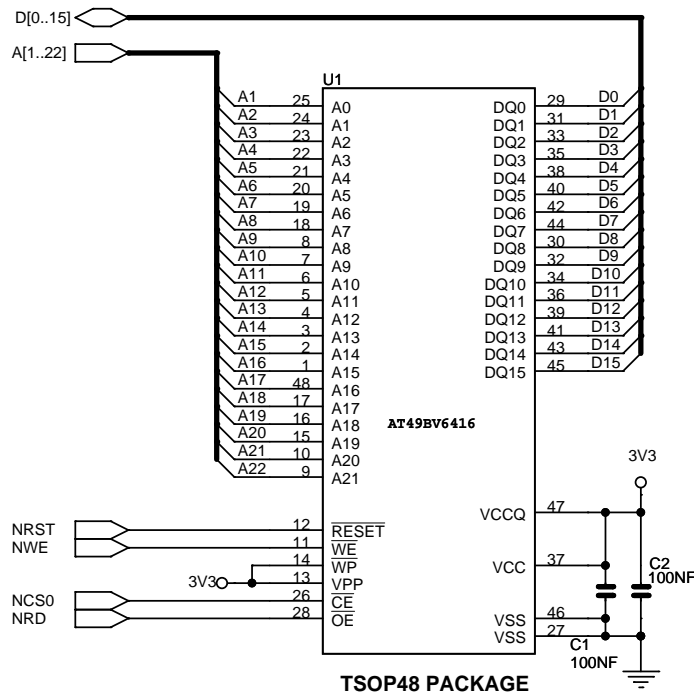 D[0..15]
A[1..22]
U1
A1 25 A0 DQ0 29 D0
A2 24 A1 DQ1 31 D1
A3 23 A2 DQ2 33 D2
A4 22 A3 DQ3 35 D3
A5 21 A4 DQ4 38 D4
A6 20 A5 DQ5 40 D5
A7 19 A6 DQ6 42 D6
A8 18 A7 DQ7 44 D7
A9 8 A8 DQ8 30 D8
A10 7 A9 DQ9 32 D9
A11 6 A10 DQ10 34 D10
A12 5 A11 DQ11 36 D11
A13 4 A12 DQ12 39 D12
A14 3 A13 DQ13 41 D13
A15 2 A14 DQ14 43 D14
A16 1 A15 DQ15 45 D15
A17 48 A16
A18 17 A17
A19 16 A18
A20 15 A19
A21 10 A20
A22 9 A21
AT49BV6416
3V3
VCCQ 47
NRST 12 RESET
NWE 11 WE
14 WP
3V3 13 VPP
NCS0 26 CE
NRD 28 OE
VCC 37
C2
100NF
VSS 46
VSS 27
C1
100NF
TSOP48 PACKAGE